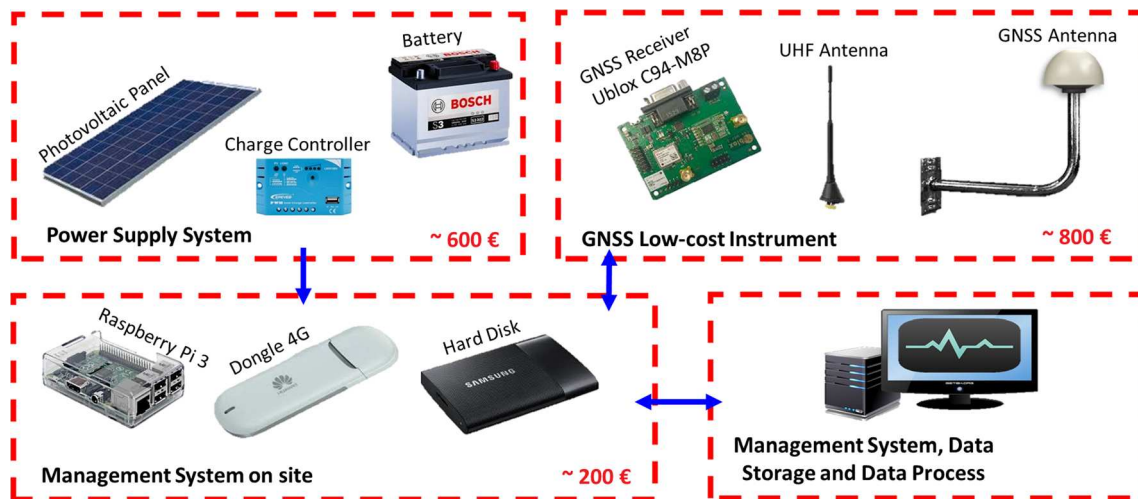 Photovoltaic Panel
Charge Controller
Battery
BOSCH
BOSCH
S3
Power Supply System
~ 600 €
GNSS Receiver
Ublox C94-M8P
UHF Antenna
GNSS Antenna
GNSS Low-cost Instrument
~ 800 €
Raspberry Pi 3
Dongle 4G
Hard Disk
SAMSUNG
Management System on site
~ 200 €
Management System, Data
Storage and Data Process